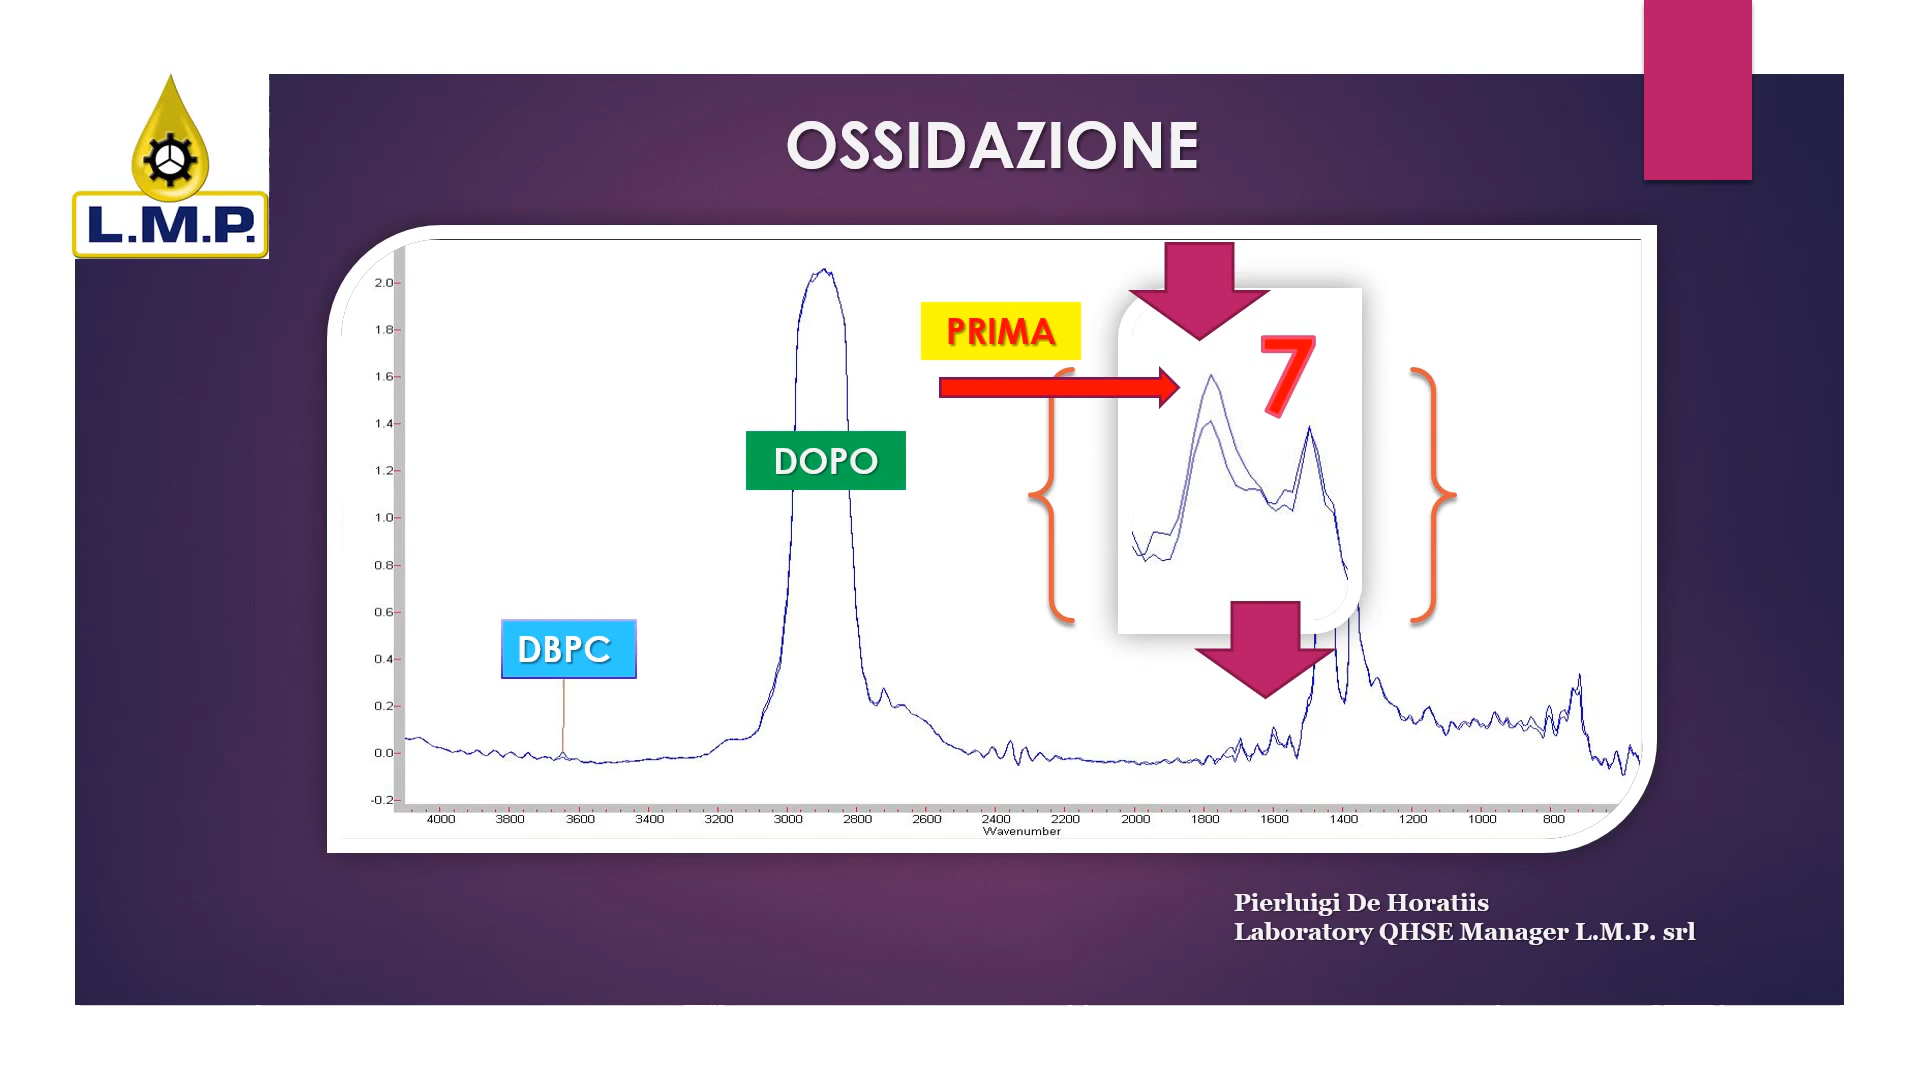 OSSIDAZIONE
L.M.P.
PRIMA
7
DOPO
DBPC
2.0
1.8
1.6
1.4
1.2
1.0
0.8
0.6
0.4
0.2
0.0
-0.2
4000 3800 3600 3400 3200 3000 2800 2600 2400 2200 2000 1800 1600 1400 1200 1000 800
Wavenumber
Pierluigi De Horatiis
Laboratory QHSE Manager L.M.P. srl